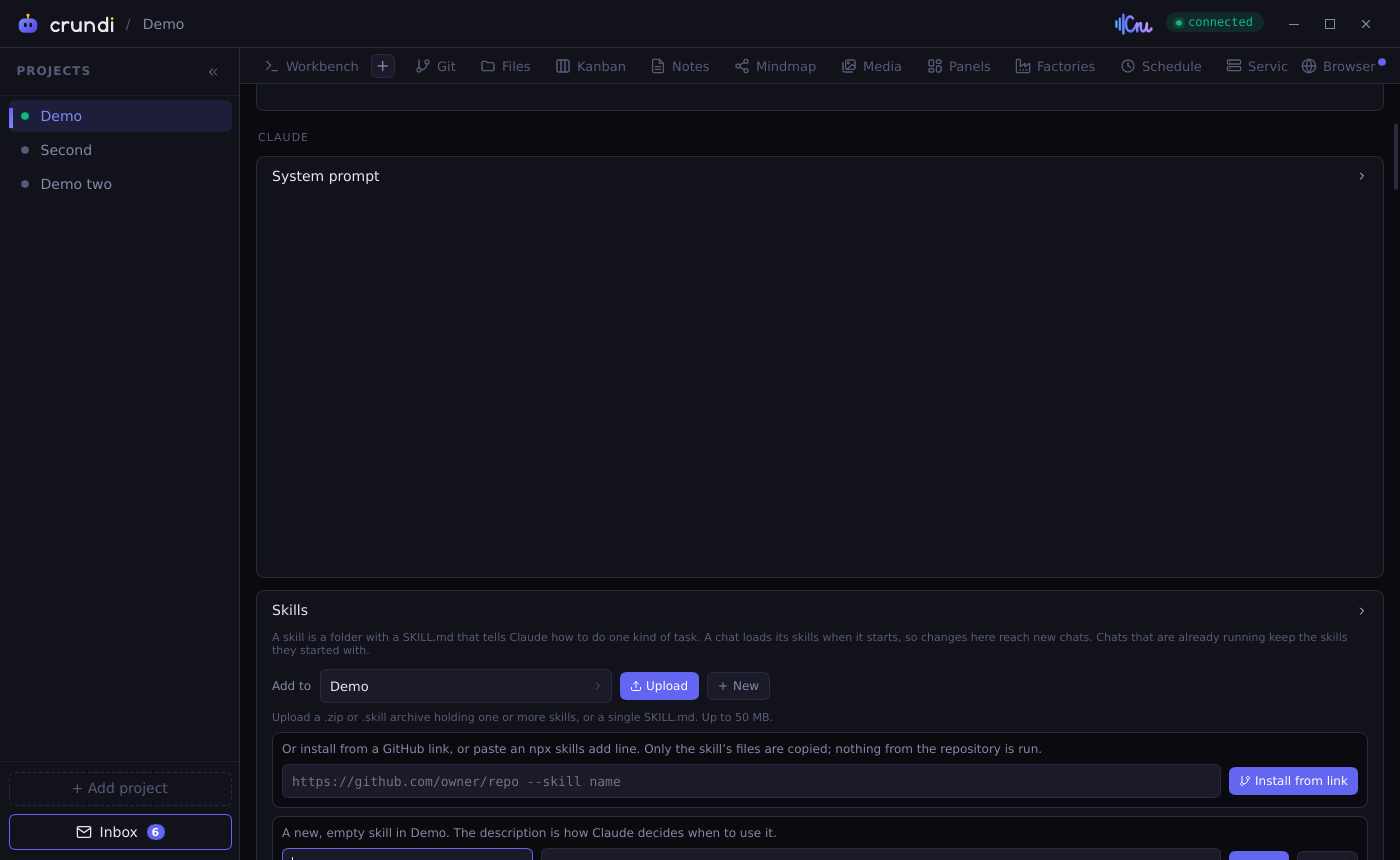 crundi / Demo
Cru
connected
PROJECTS
Demo
Second
Demo two
+ Add project
Inbox 6
Workbench
Git
Files
Kanban
Notes
Mindmap
Media
Panels
Factories
Schedule
Servic
Browser
CLAUDE
System prompt
Skills
A skill is a folder with a SKILL.md that tells Claude how to do one kind of task. A chat loads its skills when it starts, so changes here reach new chats. Chats that are already running keep the skills
they started with.
Add to Demo Upload + New
Upload a .zip or .skill archive holding one or more skills, or a single SKILL.md. Up to 50 MB.
Or install from a GitHub link, or paste an npx skills add line. Only the skill’s files are copied; nothing from the repository is run.
https://github.com/owner/repo --skill name
Install from link
A new, empty skill in Demo. The description is how Claude decides when to use it.